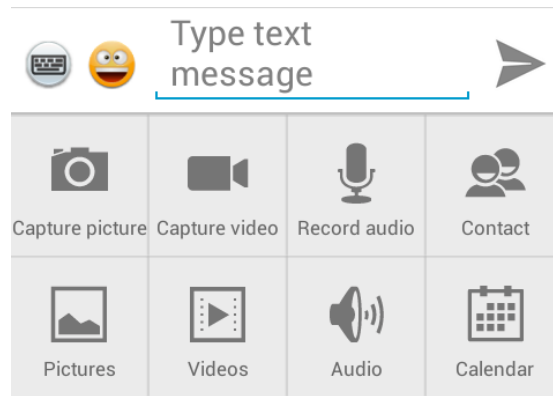 Type text
message
Capture picture Capture video Record audio Contact
Pictures Videos Audio Calendar